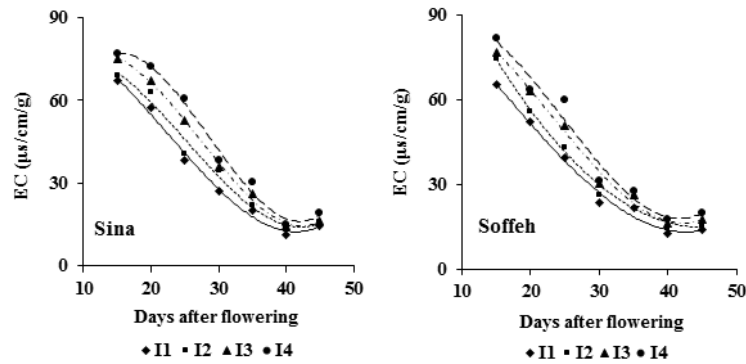 90
60
30
0
EC (μs/cm/g)
Sina
10 20 30 40 50
Days after flowering
I1 I2 I3 I4
90
60
30
0
EC (μs/cm/g)
Soffeh
10 20 30 40 50
Days after flowering
I1 I2 I3 I4